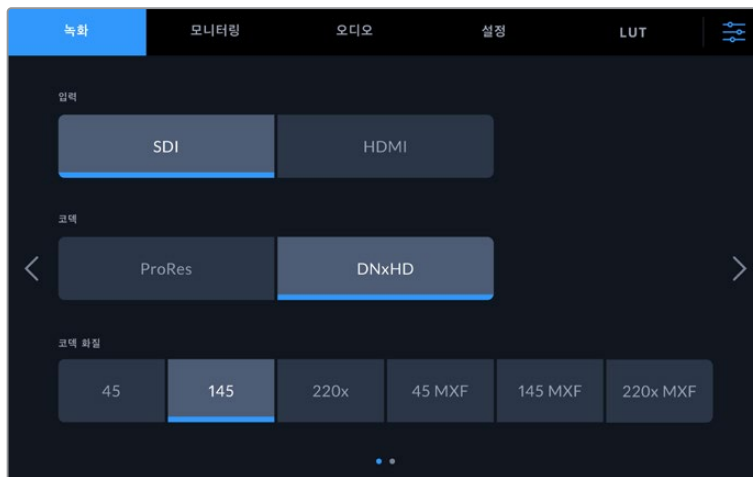 녹화 모니터링 오디오 설정 LUT
입력
SDI HDMI
코덱
ProRes DNxHD
코덱 화질
45 145 220x 45 MXF 145 MXF 220x MXF